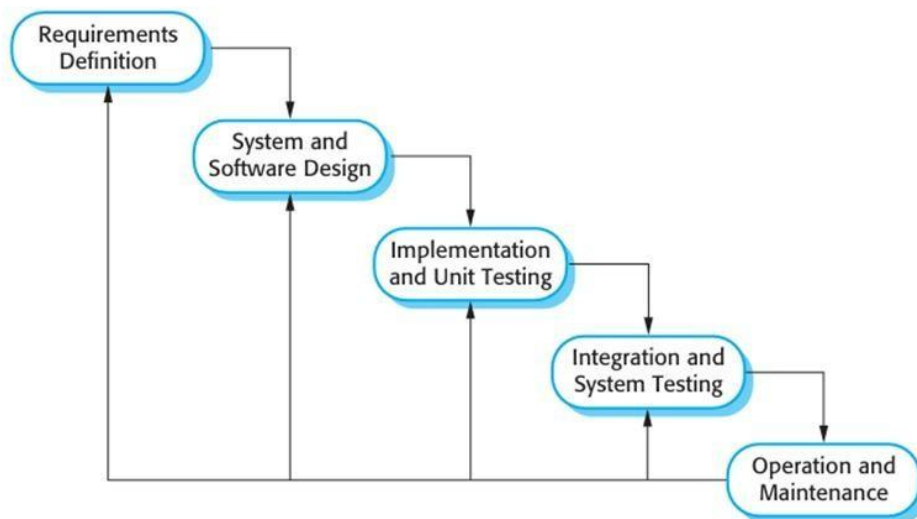 Requirements
Definition
System and
Software Design
Implementation
and Unit Testing
Integration and
System Testing
Operation and
Maintenance